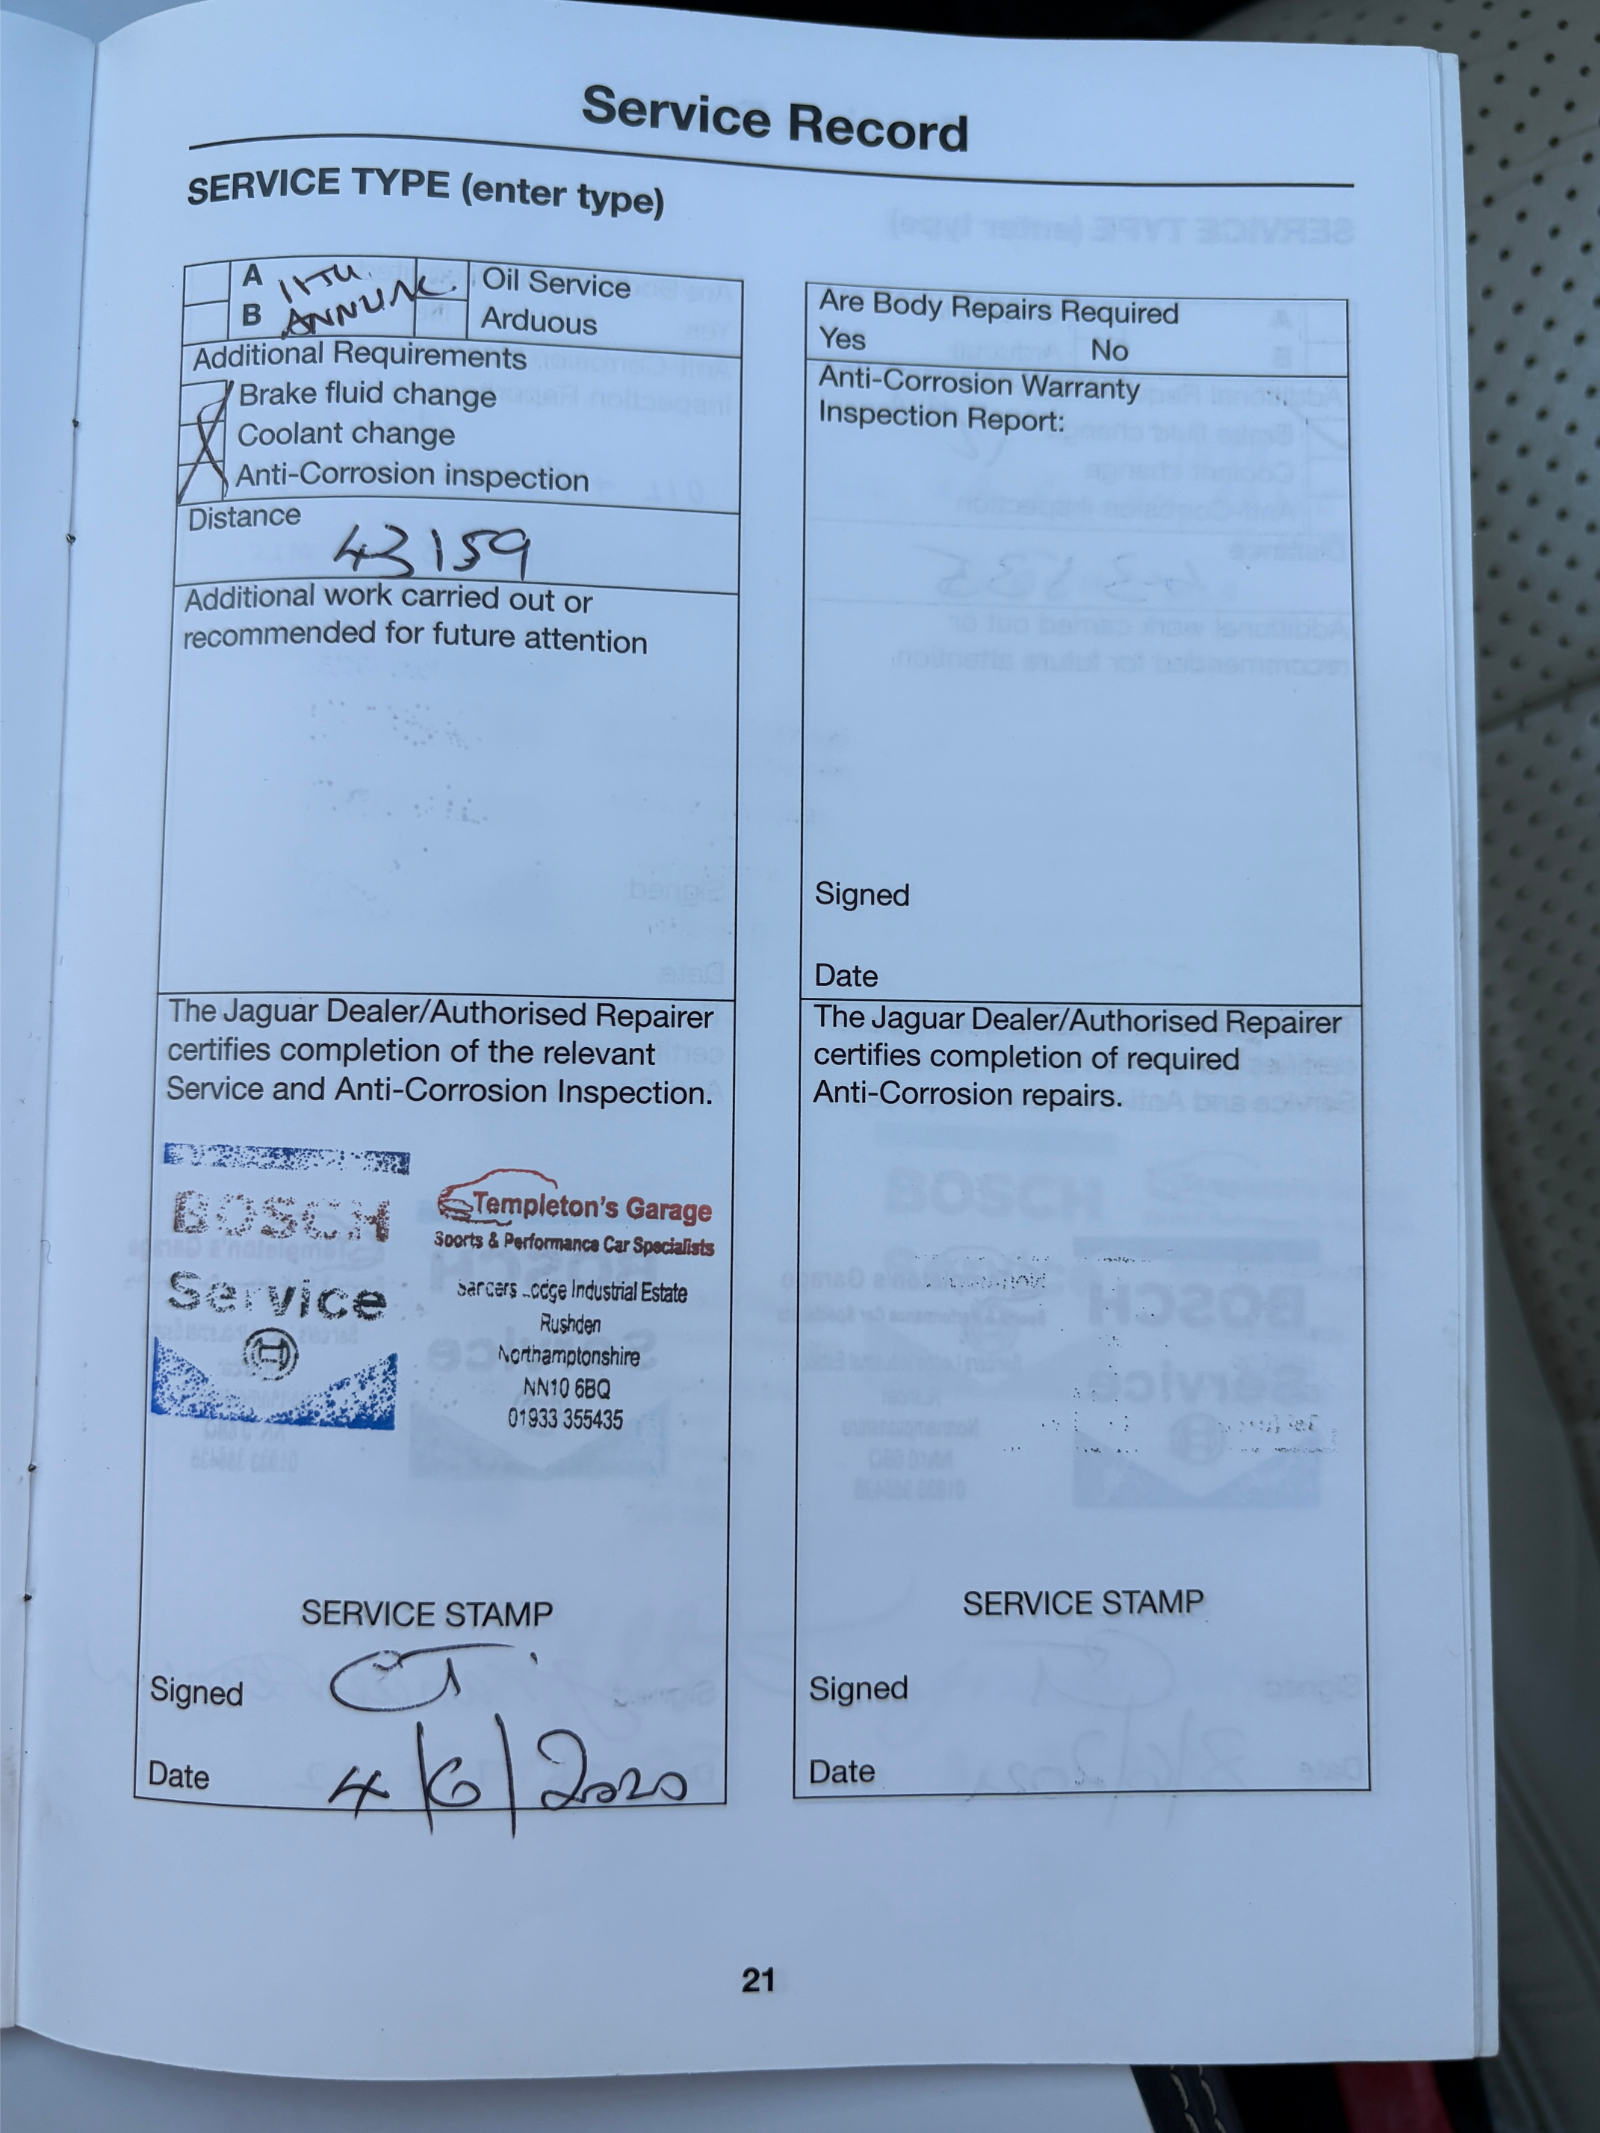 Service Record
SERVICE TYPE (enter type)
A 11TH. Oil Service
B ANNUAL. Arduous
Additional Requirements
Brake fluid change
Coolant change
Anti-Corrosion inspection
Distance
43159
Additional work carried out or
recommended for future attention
The Jaguar Dealer/Authorised Repairer
certifies completion of the relevant
Service and Anti-Corrosion Inspection.
BOSCH
Service
Templeton's Garage
Sports & Performance Car Specialists
Industrial Estate
Rushden
Northamptonshire
NN10 6BQ
01933 355435
SERVICE STAMP
Signed
Date 4/6/2020
Are Body Repairs Required
Yes No
Anti-Corrosion Warranty
Inspection Report:
Signed
Date
The Jaguar Dealer/Authorised Repairer
certifies completion of required
Anti-Corrosion repairs.
SERVICE STAMP
Signed
Date
21